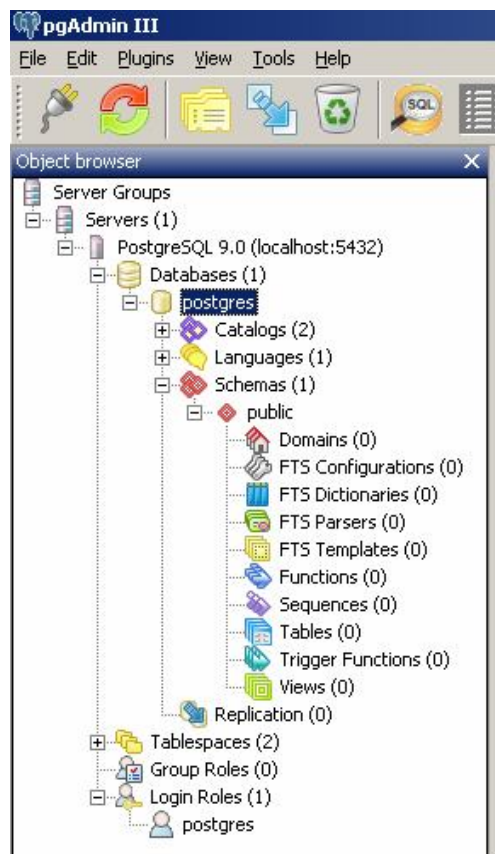 pgAdmin III
File Edit Plugins View Tools Help
SQL
Object browser
Server Groups
Servers (1)
PostgreSQL 9.0 (localhost:5432)
Databases (1)
postgres
Catalogs (2)
Languages (1)
Schemas (1)
public
Domains (0)
FTS Configurations (0)
FTS Dictionaries (0)
FTS Parsers (0)
FTS Templates (0)
Functions (0)
Sequences (0)
Tables (0)
Trigger Functions (0)
Views (0)
Replication (0)
Tablespaces (2)
Group Roles (0)
Login Roles (1)
postgres